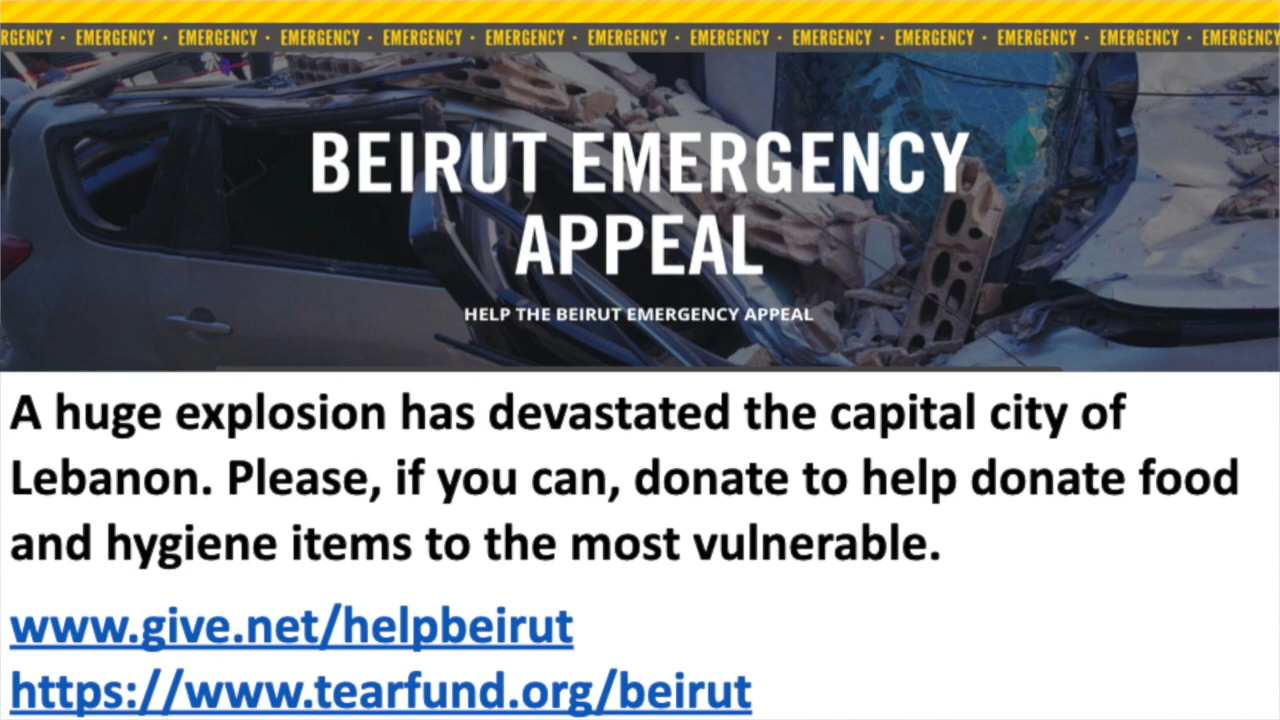 RGENCY • EMERGENCY • EMERGENCY • EMERGENCY • EMERGENCY • EMERGENCY • EMERGENCY • EMERGENCY • EMERGENCY • EMERGENCY • EMERGENCY • EMERGENCY • EMERGENCY
BEIRUT EMERGENCY
APPEAL
HELP THE BEIRUT EMERGENCY APPEAL
A huge explosion has devastated the capital city of
Lebanon. Please, if you can, donate to help donate food
and hygiene items to the most vulnerable.
www.give.net/helpbeirut
https://www.tearfund.org/beirut